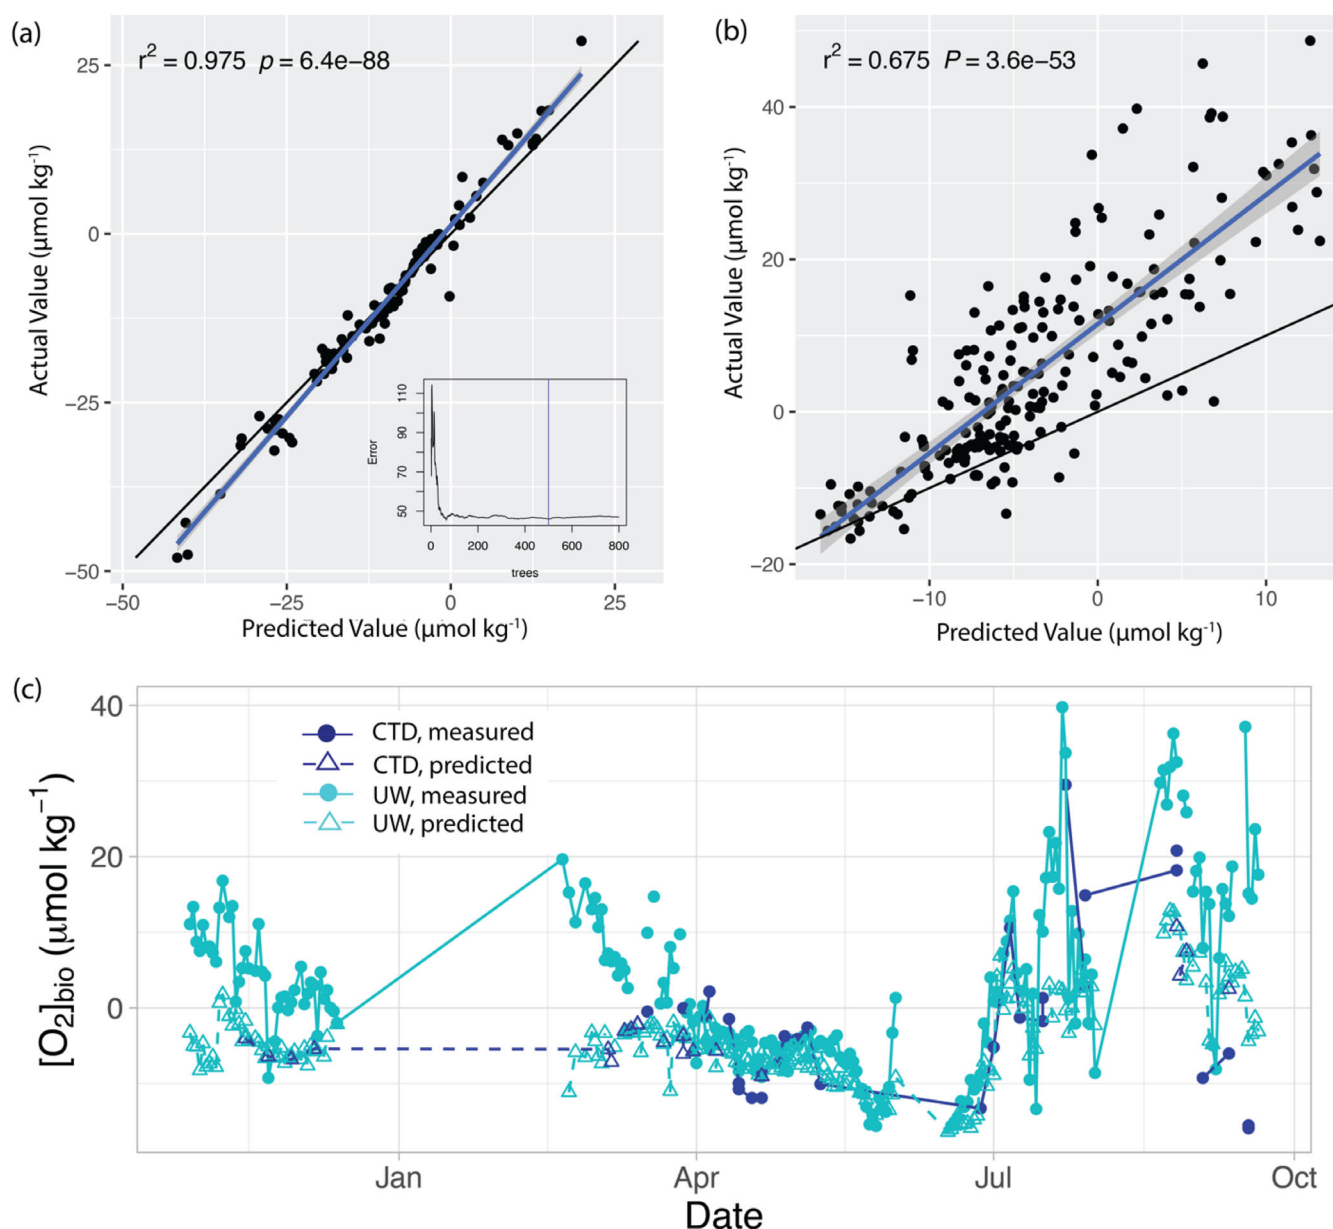 (a)
r² = 0.975 p = 6.4e−88
Actual Value (µmol kg⁻¹)
25
0
−25
−50
−50
−25
0
25
Predicted Value (µmol kg⁻¹)
Error
110
90
70
50
0
200
400
600
800
trees
(b)
r² = 0.675 P = 3.6e−53
Actual Value (µmol kg⁻¹)
40
20
0
−20
−10
0
10
Predicted Value (µmol kg⁻¹)
(c)
CTD, measured
CTD, predicted
UW, measured
UW, predicted
[O₂]bio (µmol kg⁻¹)
40
20
0
Jan
Apr
Jul
Oct
Date